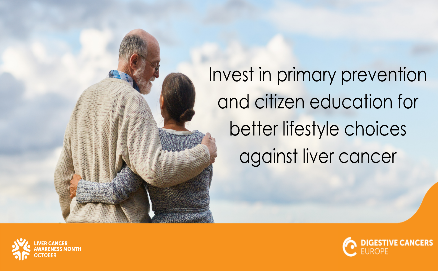 Invest in primary prevention
and citizen education for
better lifestyle choices
against liver cancer
LIVER CANCER
AWARENESS MONTH
OCTOBER
DIGESTIVE CANCERS
EUROPE